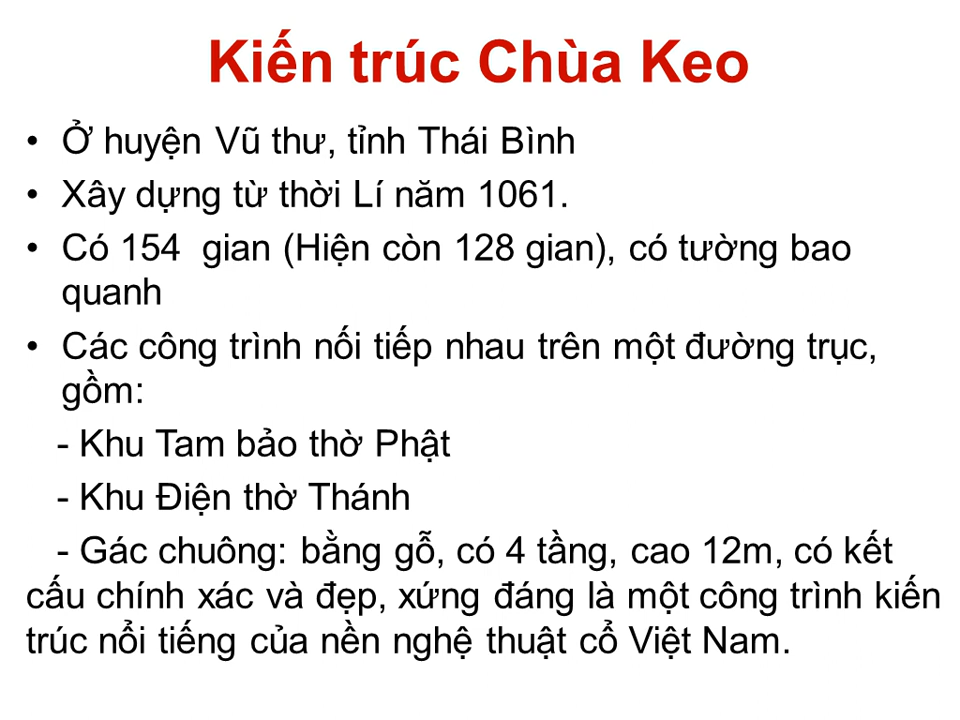 Kiến trúc Chùa Keo
• Ở huyện Vũ thư, tỉnh Thái Bình
• Xây dựng từ thời Lí năm 1061.
• Có 154  gian (Hiện còn 128 gian), có tường bao
quanh
• Các công trình nối tiếp nhau trên một đường trục,
gồm:
- Khu Tam bảo thờ Phật
- Khu Điện thờ Thánh
- Gác chuông: bằng gỗ, có 4 tầng, cao 12m, có kết
cấu chính xác và đẹp, xứng đáng là một công trình kiến
trúc nổi tiếng của nền nghệ thuật cổ Việt Nam.